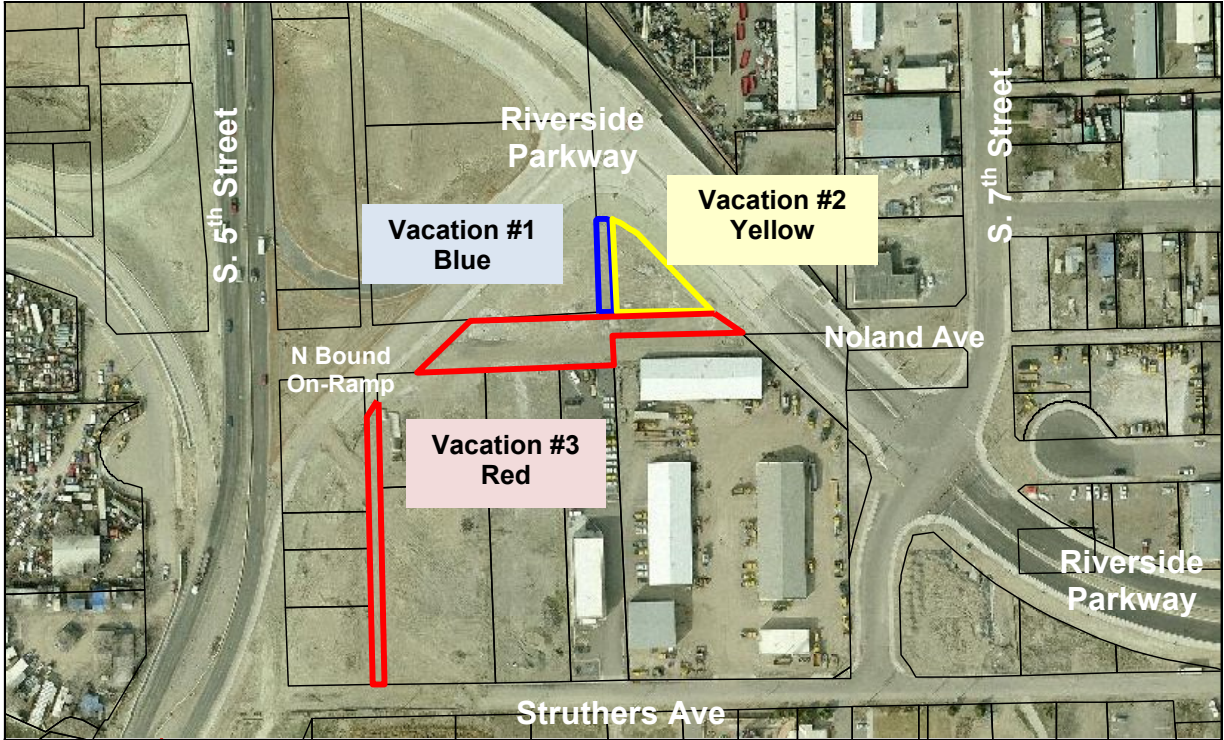 Riverside
Parkway
S. 5th Street
S. 7th Street
Vacation #1
Blue
Vacation #2
Yellow
N Bound
On-Ramp
Noland Ave
Vacation #3
Red
Riverside
Parkway
Struthers Ave